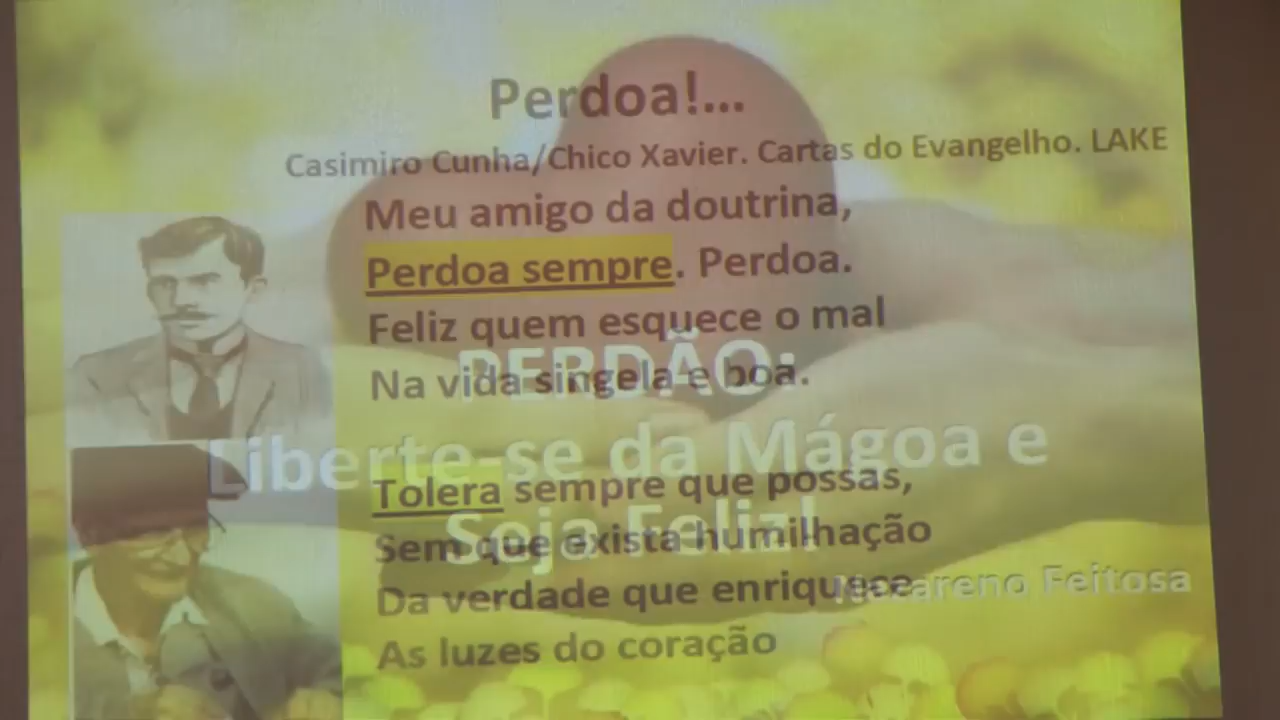 Perdoa!...
Casimiro Cunha/Chico Xavier. Cartas do Evangelho. LAKE
Meu amigo da doutrina,
Perdoa sempre. Perdoa.
Feliz quem esquece o mal
Na vida singela e boa.
Tolera sempre que possas,
Sem que exista humilhação
Da verdade que enriquece
As luzes do coração
PERDÃO:
Liberte-se da Mágoa e
Seja Feliz!
Nazareno Feitosa